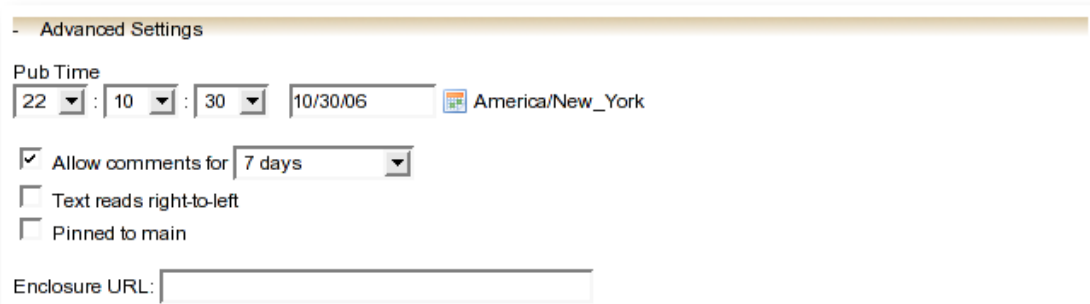 - Advanced Settings
Pub Time
22 : 10 : 30 10/30/06 America/New_York
Allow comments for 7 days
Text reads right-to-left
Pinned to main
Enclosure URL: